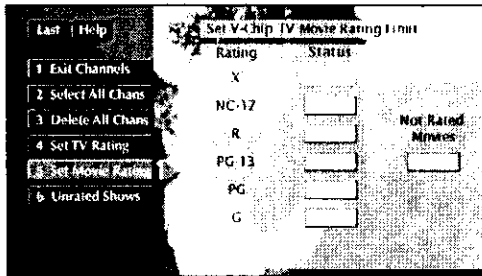 Last | Help
Set V-Chip TV Movie Rating Limit
1 Exit Channels
2 Select All Chans
3 Delete All Chans
4 Set TV Rating
5 Set Movie Rating
6 Unrated Shows
Rating Status
X
NC-17
R
PG-13
PG
G
Not Rated
Movies